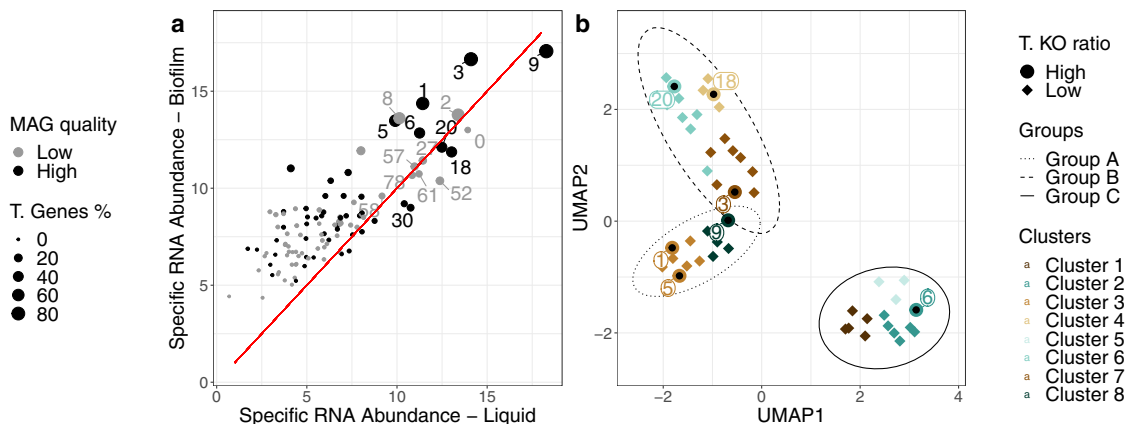 a
b
MAG quality
Low
High
T. Genes %
0
20
40
60
80
Specific RNA Abundance − Biofilm
15
10
5
0
3
9
1
8
2
5
6
20
0
27
57
18
78
61
52
58
30
0
5
10
15
Specific RNA Abundance − Liquid
UMAP2
2
0
−2
18
20
3
9
1
5
6
−2
0
2
4
UMAP1
T. KO ratio
High
Low
Groups
Group A
Group B
Group C
Clusters
a Cluster 1
a Cluster 2
a Cluster 3
a Cluster 4
a Cluster 5
a Cluster 6
a Cluster 7
a Cluster 8